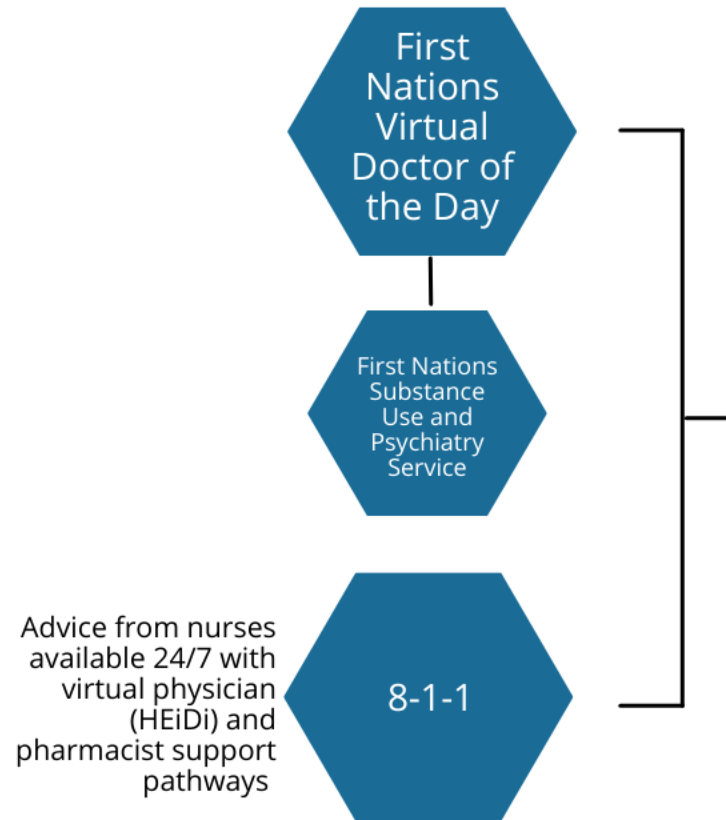 First
Nations
Virtual
Doctor of
the Day
First Nations
Substance
Use and
Psychiatry
Service
Advice from nurses
available 24/7 with
virtual physician
(HEiDi) and
pharmacist support
pathways
8-1-1